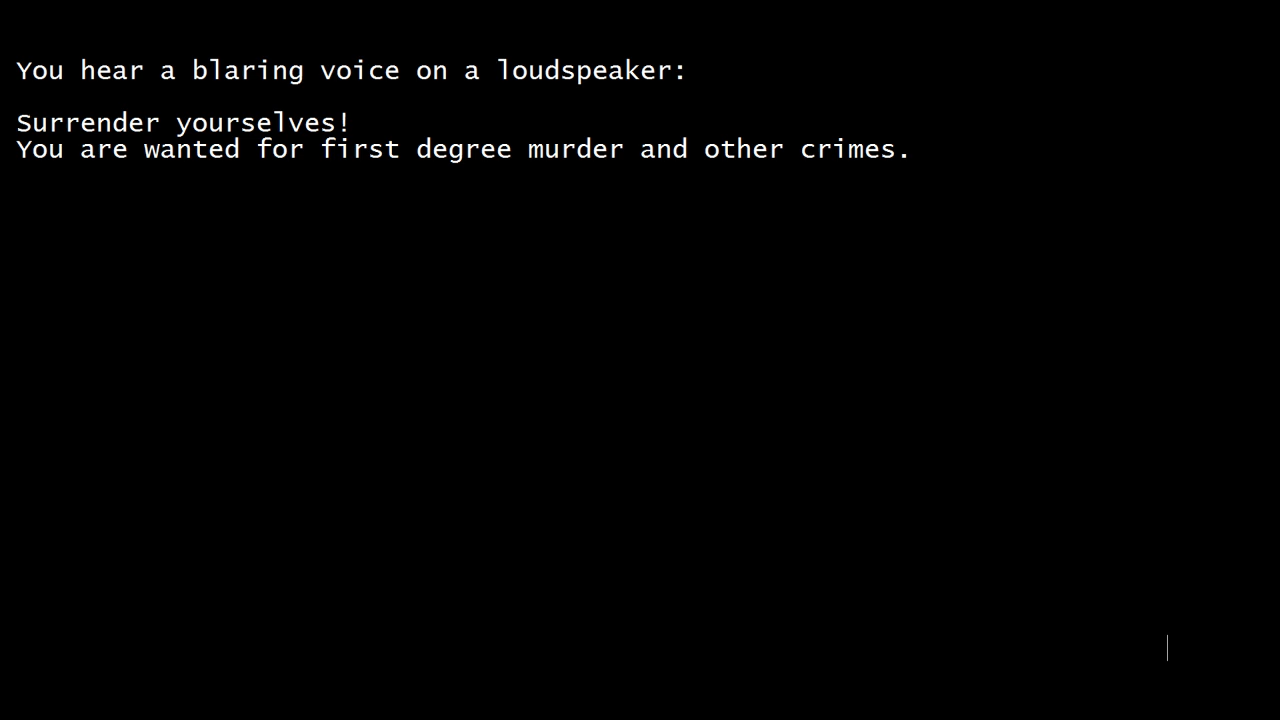 You hear a blaring voice on a loudspeaker:
Surrender yourselves!
You are wanted for first degree murder and other crimes.